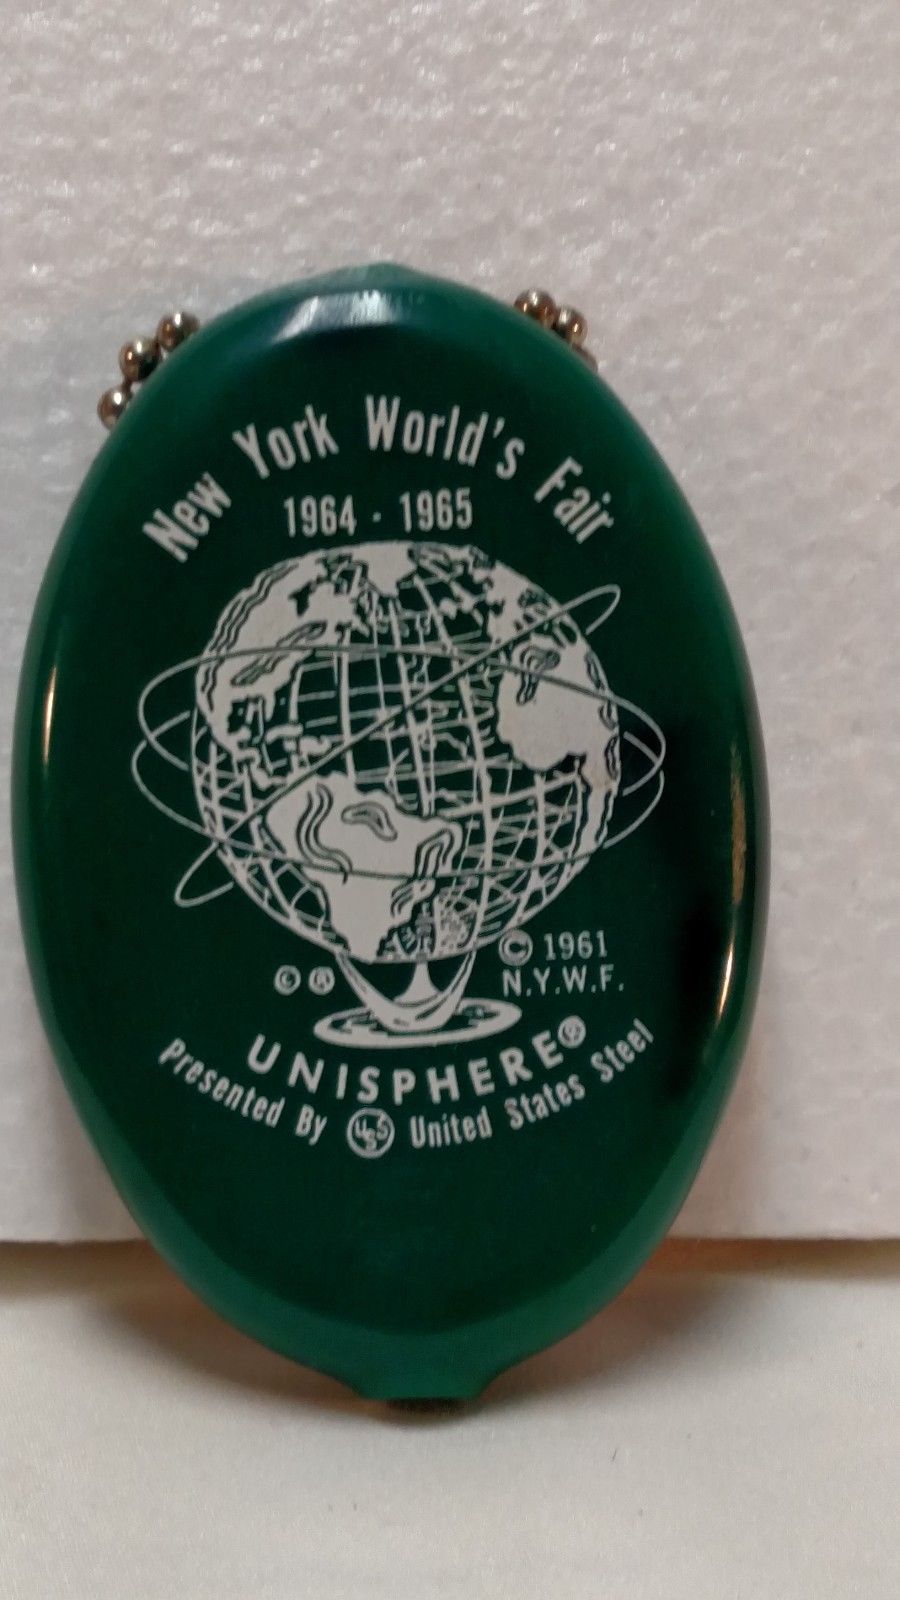 New York World's Fair
1964 - 1965
© 1961
© ® N.Y.W.F.
UNISPHERE®
Presented By USS United States Steel